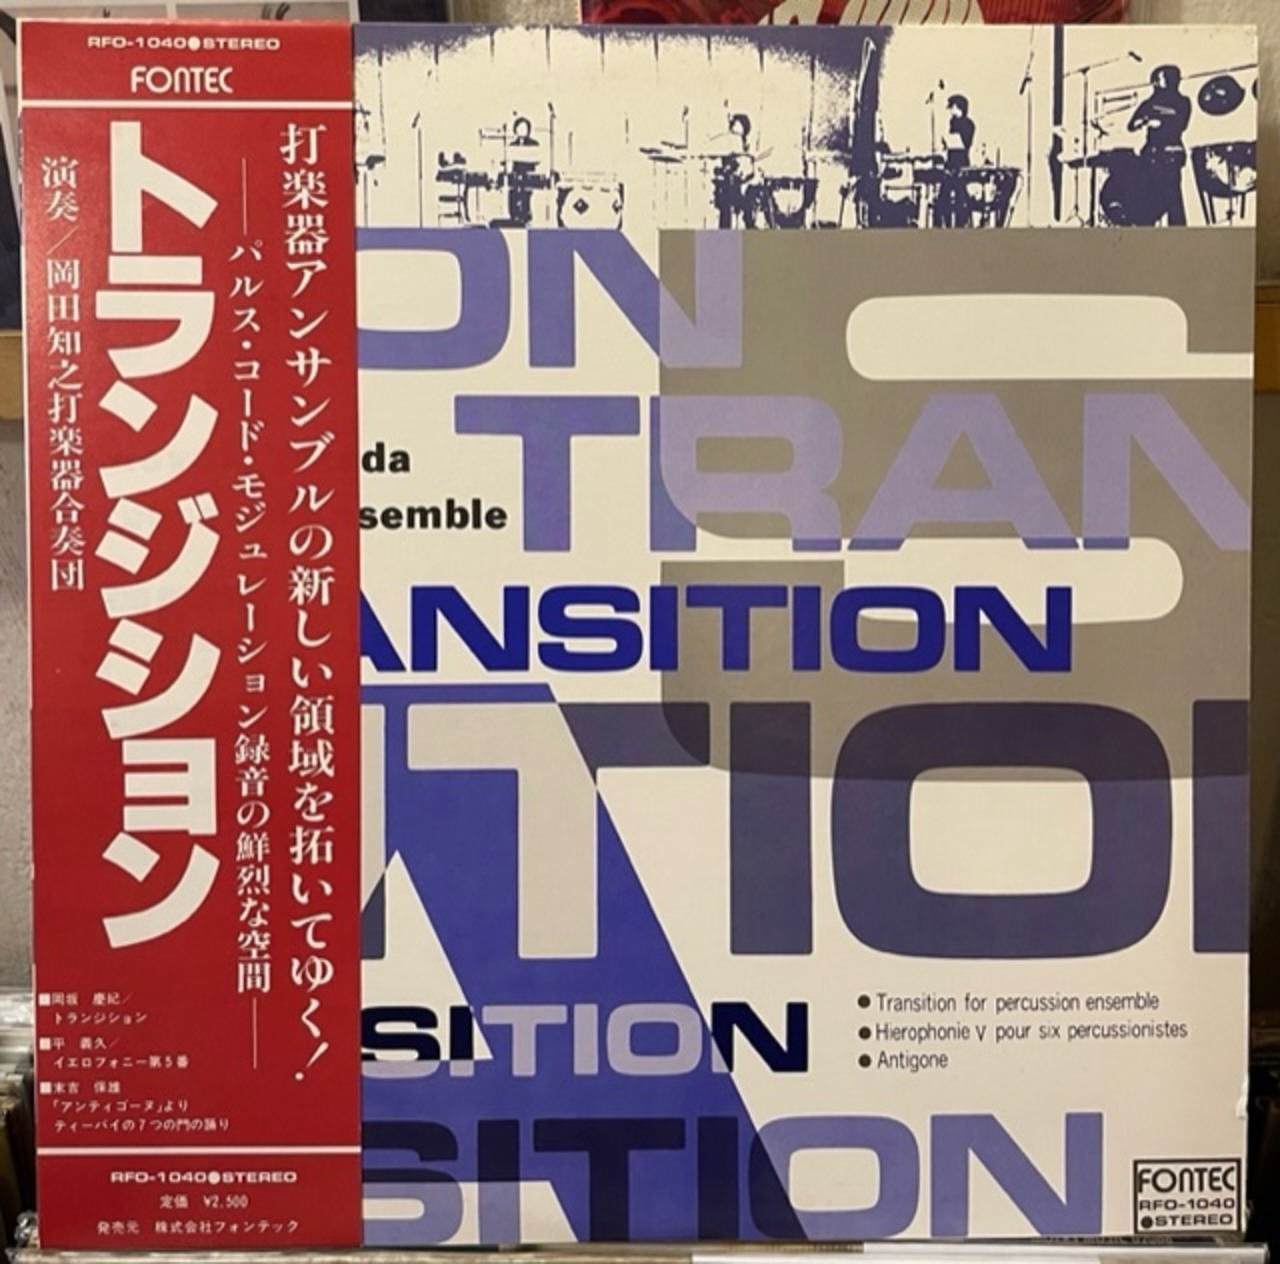 RFO-1040●STEREO
FONTEC
打楽器アンサンブルの新しい領域を拓いてゆく!
──パルス・コード・モジュレーション録音の鮮烈な空間──
トランジション
演奏/岡田知之打楽器合奏団
■岡坂 慶紀/
トランジション
■平 義久/
イエロフォニー第5番
■末吉 保雄
「アンティゴーヌ」より
ティーバイの7つの門の踊り
RFO-1040●STEREO
定価 ¥2,500
発売元 株式会社フォンテック
ON
TRAN
da
semble
ANSITION
TIO
SITION
●Transition for percussion ensemble
●Hierophonie V pour six percussionistes
●Antigone
SITION
FONTEC
RFO-1040
●STEREO